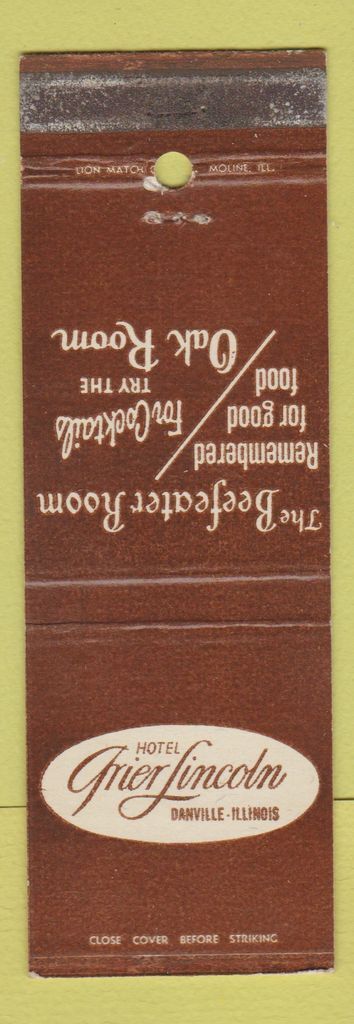 LION MATCH MOLINE, ILL.
The Beefeater Room
Remembered
for good
food
For Cocktails
TRY THE
Oak Room
HOTEL
Grier Lincoln
DANVILLE-ILLINOIS
CLOSE COVER BEFORE STRIKING